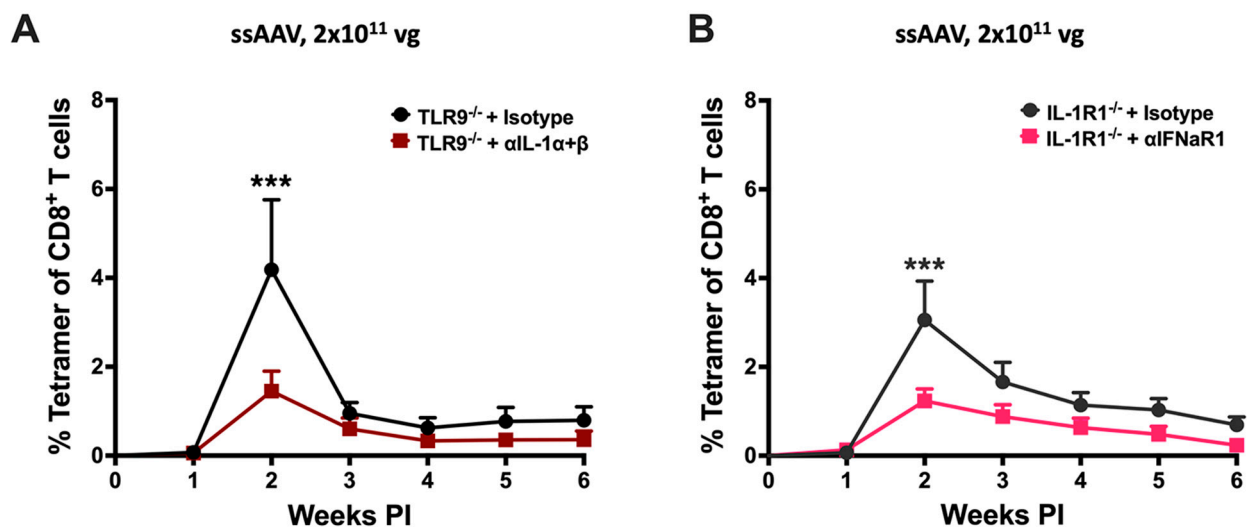 A
ssAAV, 2x10¹¹ vg
% Tetramer of CD8⁺ T cells
8
6
4
2
0
TLR9⁻/⁻ + Isotype
TLR9⁻/⁻ + αIL-1α+β
***
0 1 2 3 4 5 6
Weeks PI
B
ssAAV, 2x10¹¹ vg
% Tetramer of CD8⁺ T cells
8
6
4
2
0
IL-1R1⁻/⁻ + Isotype
IL-1R1⁻/⁻ + αIFNaR1
***
0 1 2 3 4 5 6
Weeks PI